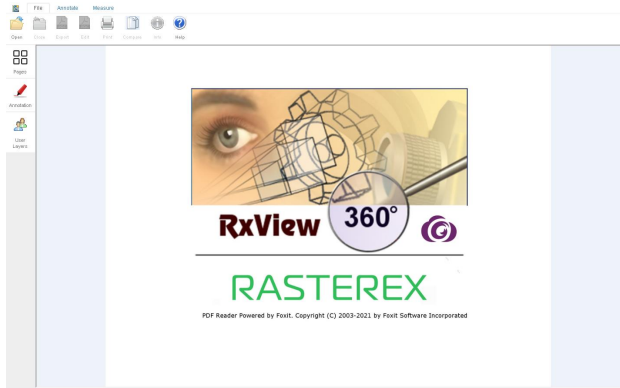 File Annotate Measure
Open Close Export Edit Print Compare Info Help
Pages
Annotation
User
Layers
RxView 360°
RASTEREX
PDF Reader Powered by Foxit. Copyright (C) 2003-2021 by Foxit Software Incorporated